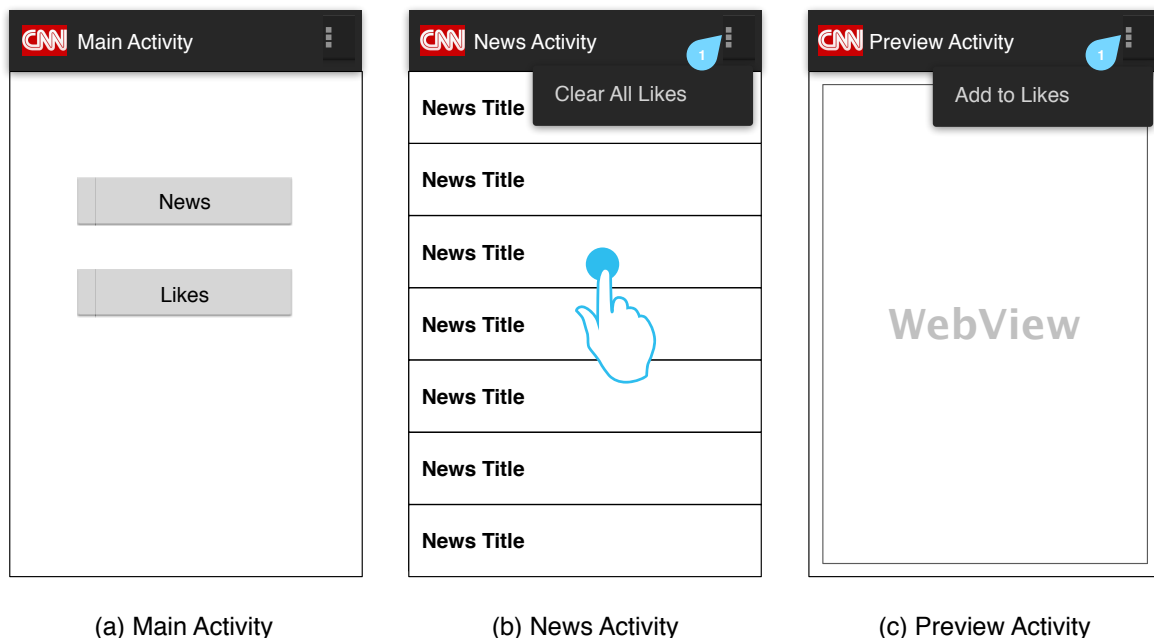 CNN Main Activity
News
Likes
(a) Main Activity
CNN News Activity
1
Clear All Likes
News Title
News Title
News Title
News Title
News Title
News Title
News Title
(b) News Activity
CNN Preview Activity
1
Add to Likes
WebView
(c) Preview Activity